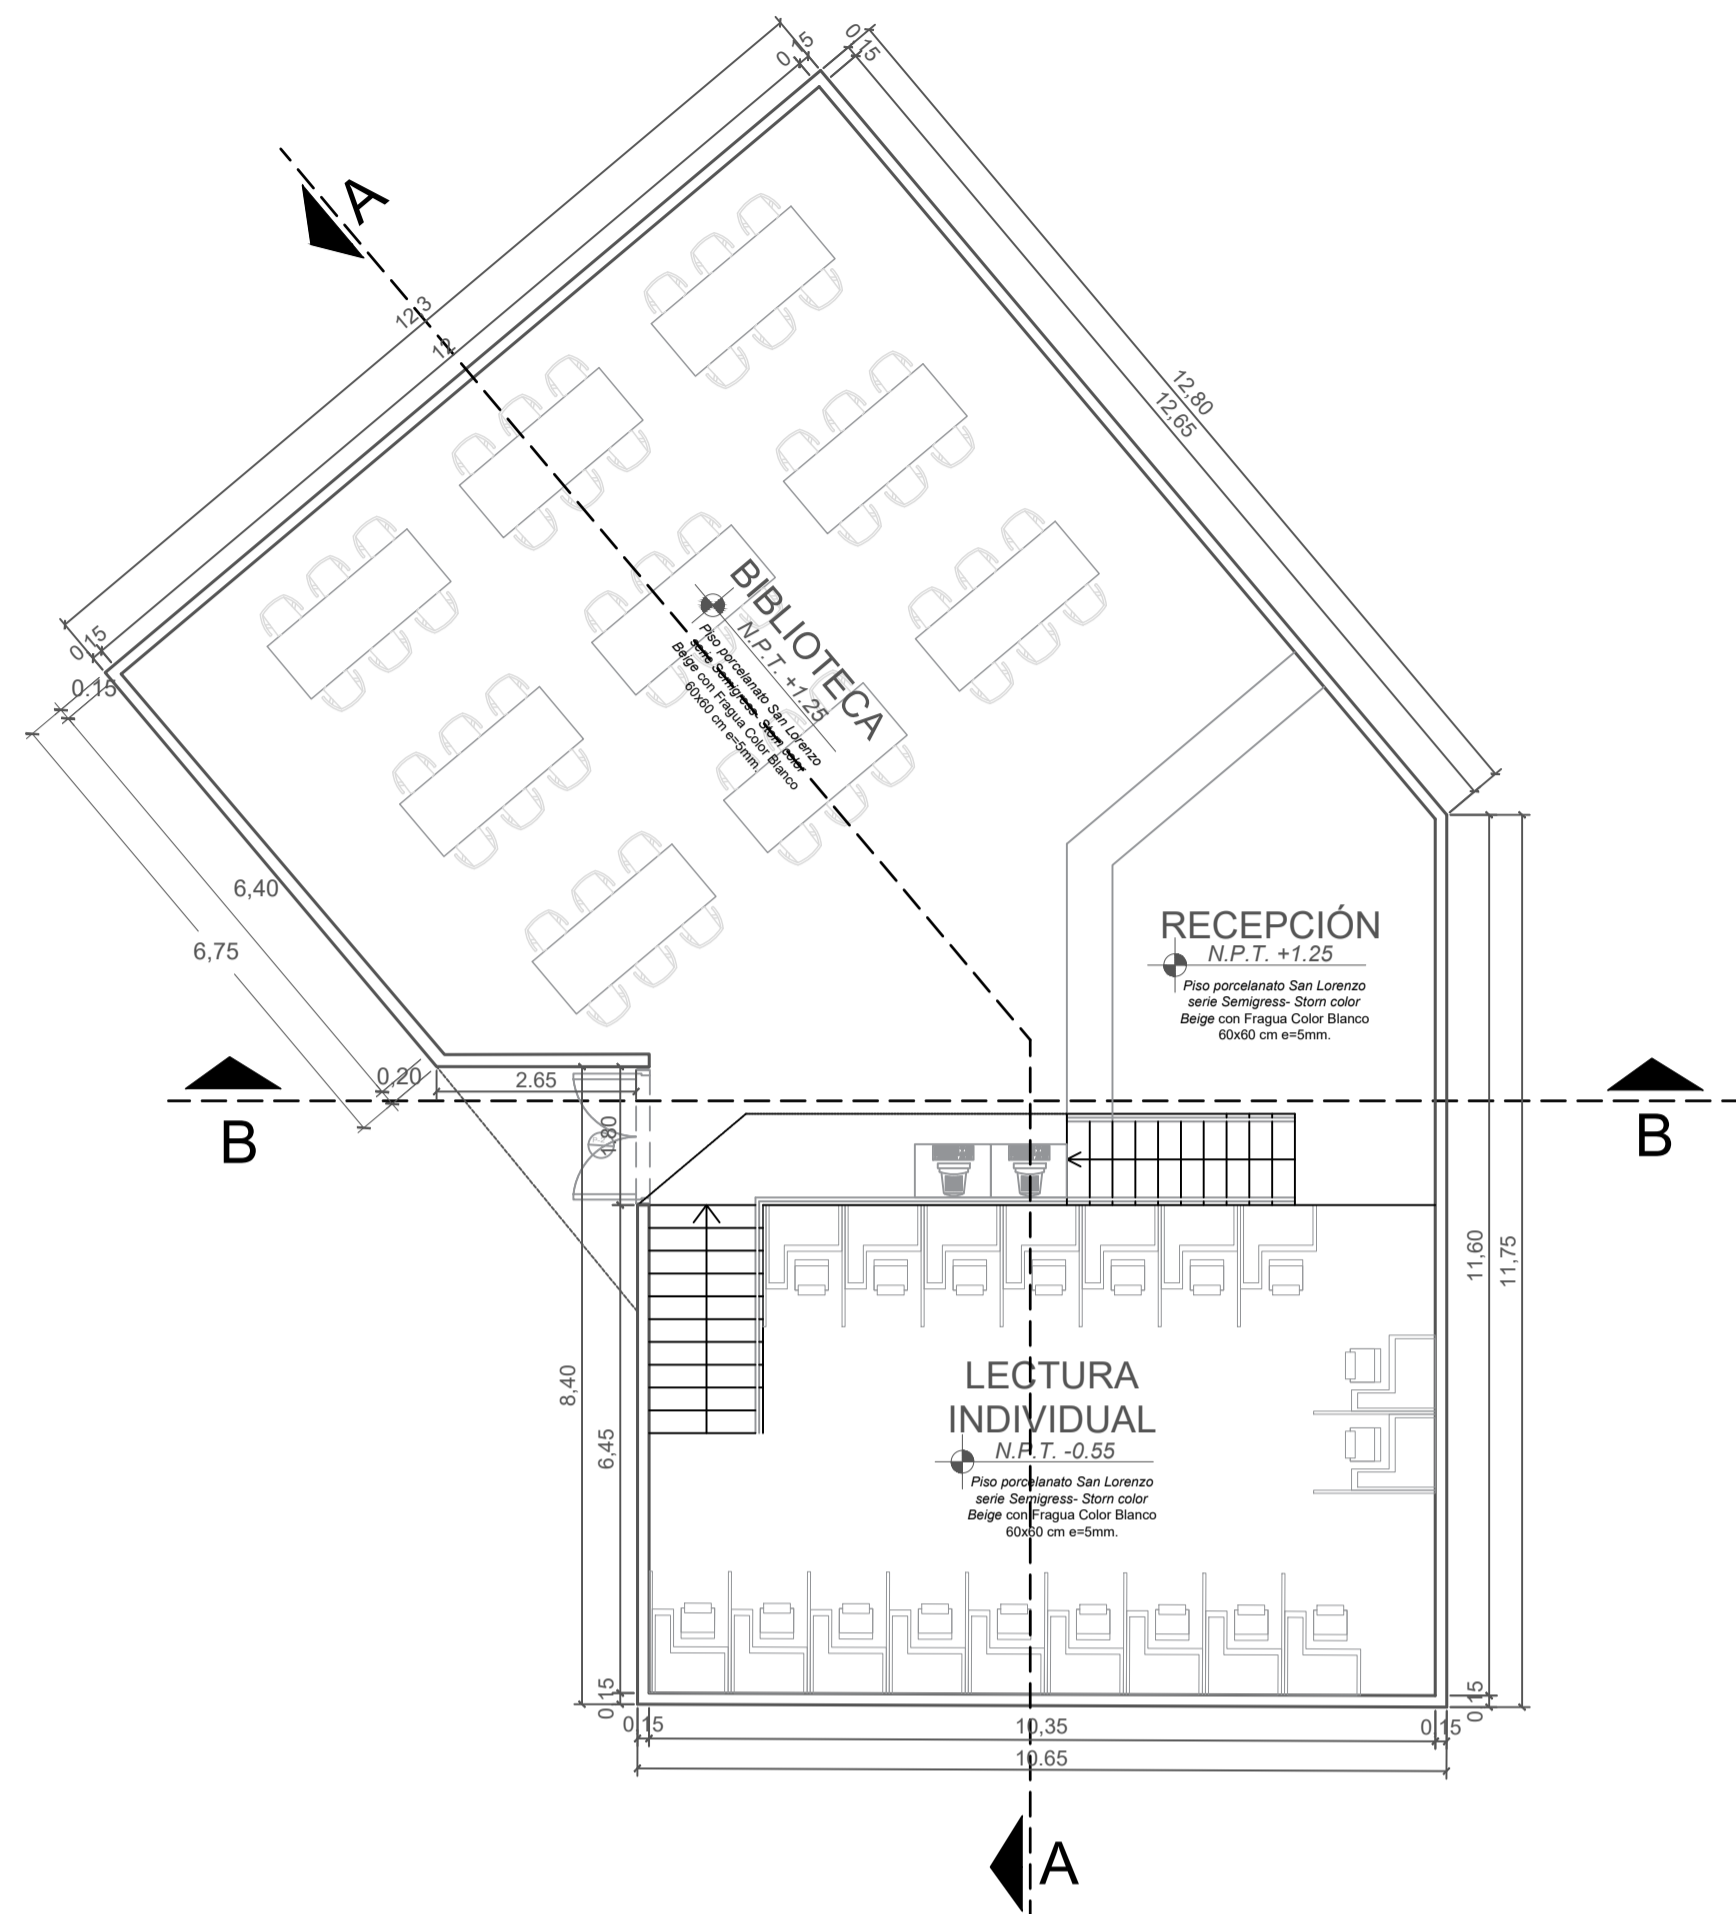 0,15
0,15
A
12,3
12
12,80
12,65
0,15
0.15
BIBLIOTECA
N.P.T. +1.25
Piso porcelanato San Lorenzo
serie Semigress- Storn color
Beige con Fragua Color Blanco
60x60 cm e=5mm.
6,40
6,75
RECEPCIÓN
N.P.T. +1.25
Piso porcelanato San Lorenzo
serie Semigress- Storn color
Beige con Fragua Color Blanco
60x60 cm e=5mm.
0,20
2.65
1,80
B
B
11,60
11,75
8,40
6,45
LECTURA
INDIVIDUAL
N.P.T. -0.55
Piso porcelanato San Lorenzo
serie Semigress- Storn color
Beige con Fragua Color Blanco
60x60 cm e=5mm.
0,15
0,15
0,15
10,35
0,15
10.65
A